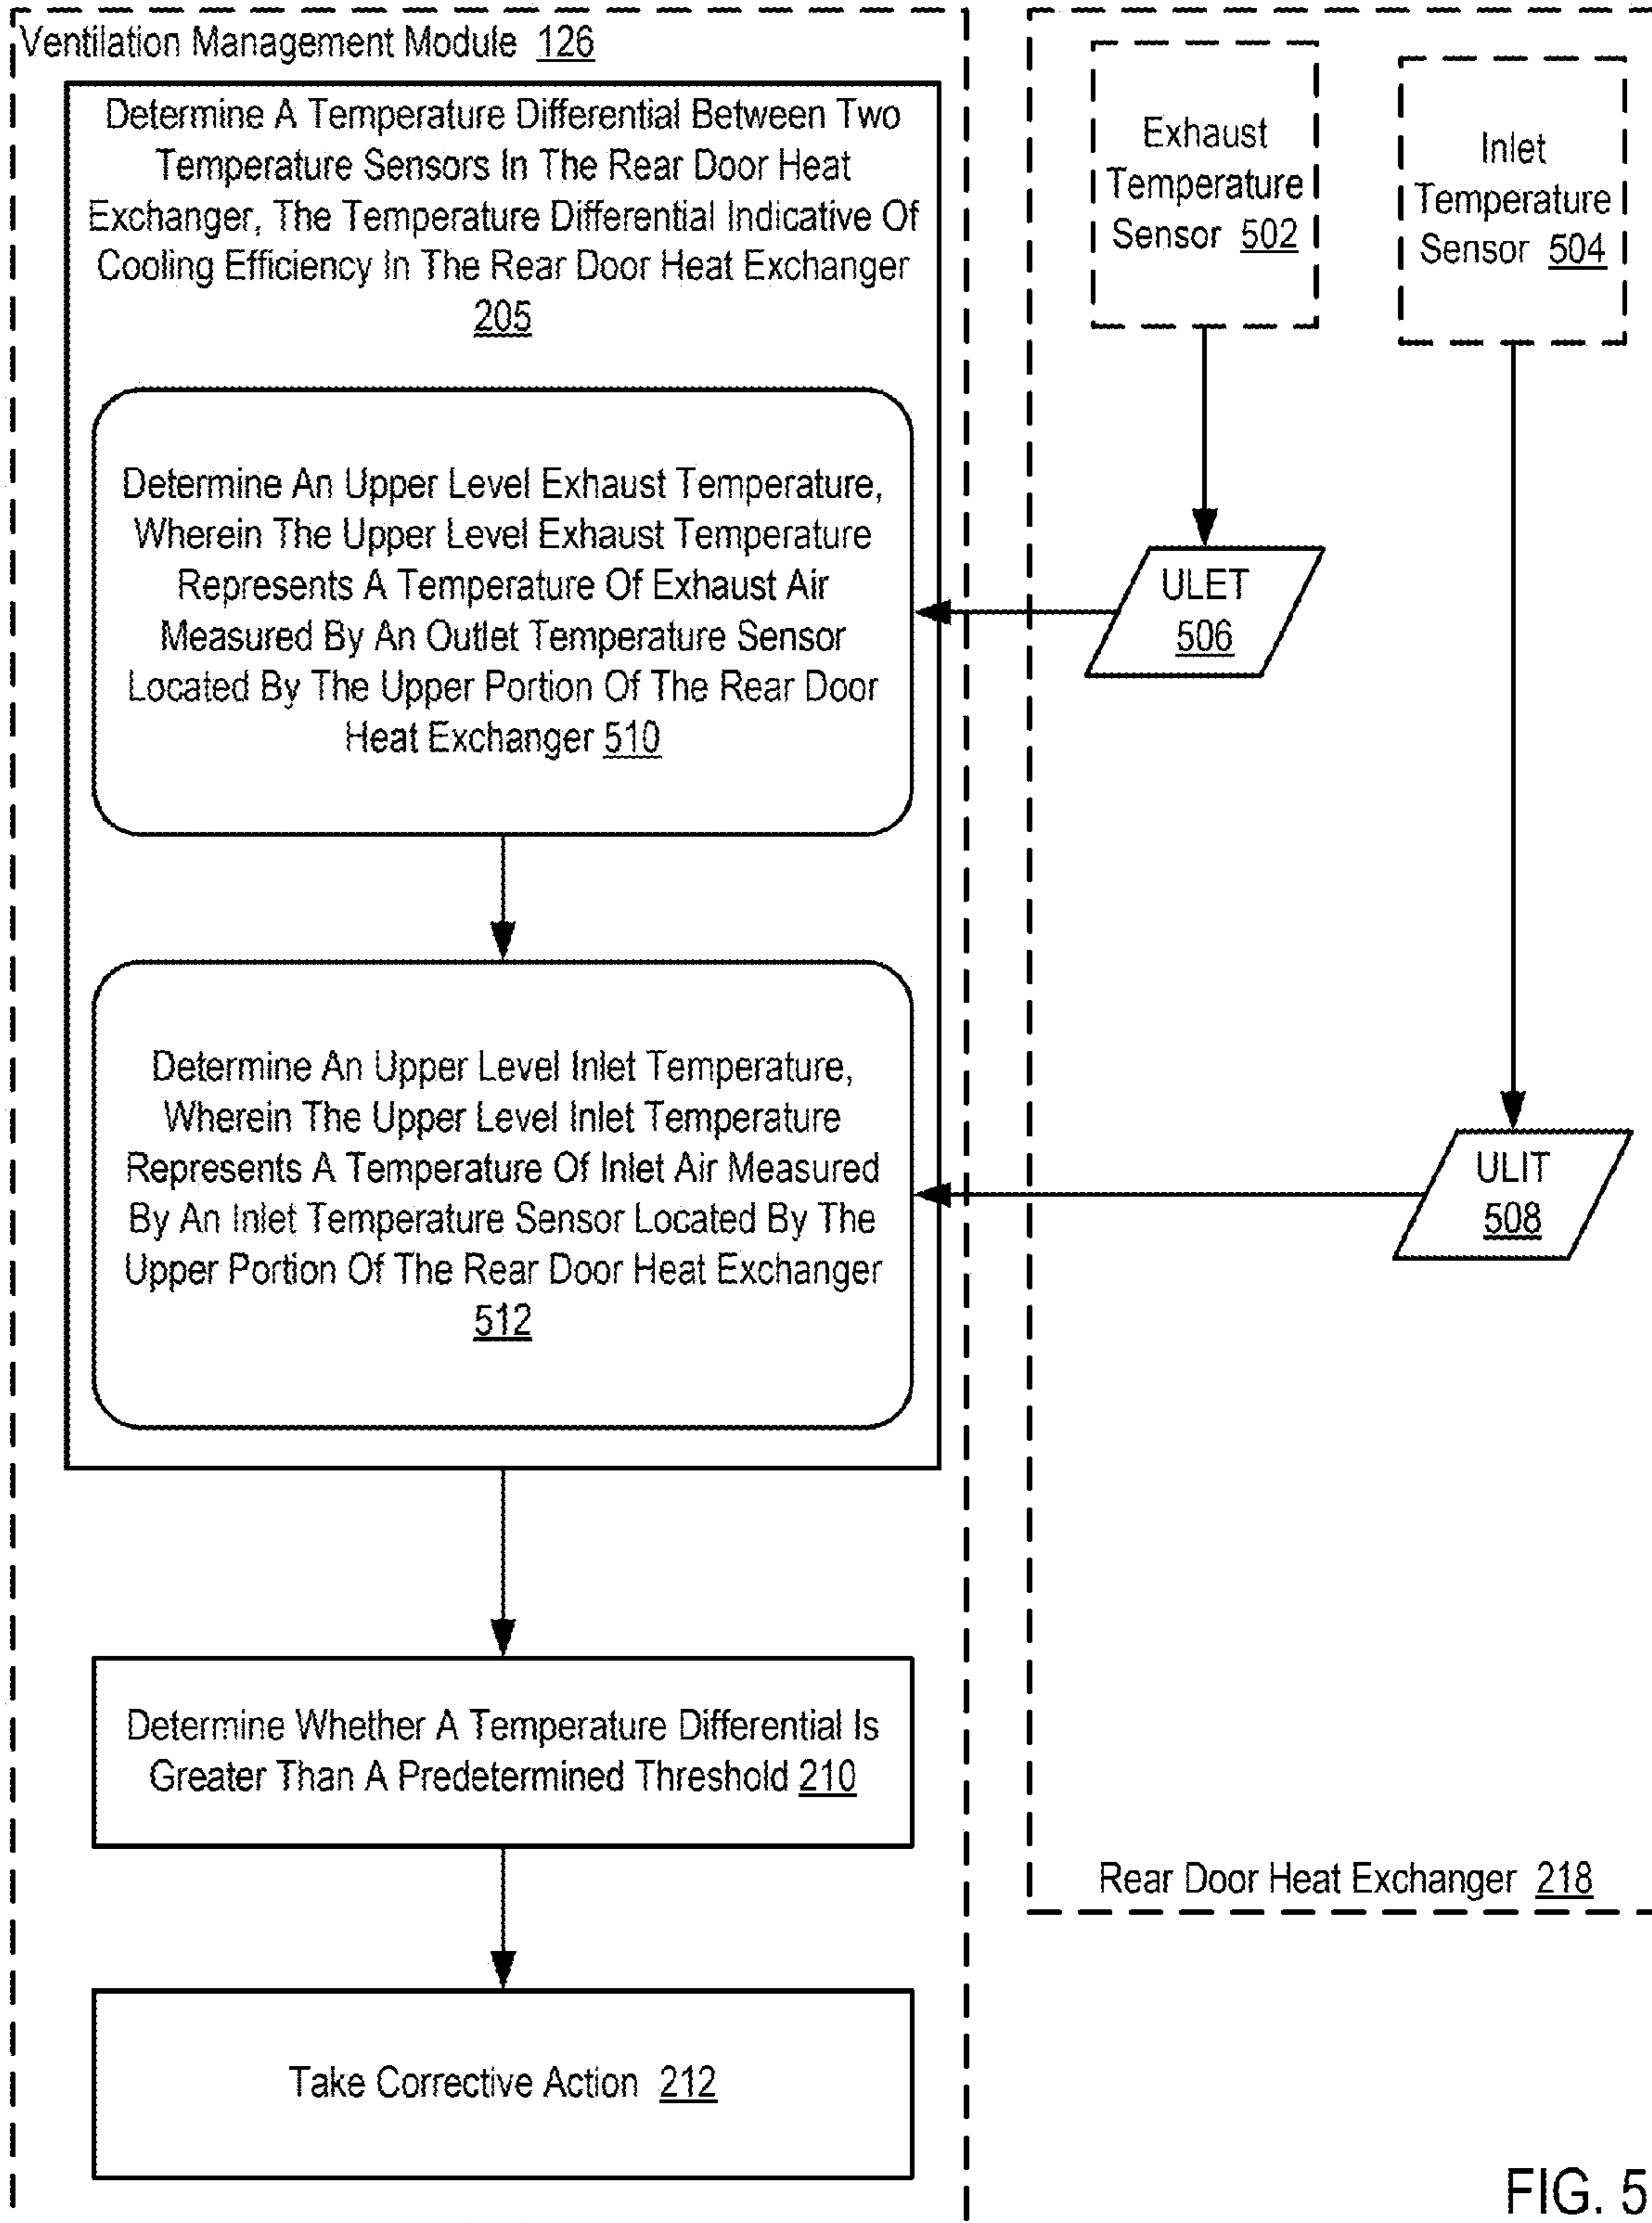 Ventilation Management Module 126
Determine A Temperature Differential Between Two
Temperature Sensors In The Rear Door Heat
Exchanger, The Temperature Differential Indicative Of
Cooling Efficiency In The Rear Door Heat Exchanger
205
Determine An Upper Level Exhaust Temperature,
Wherein The Upper Level Exhaust Temperature
Represents A Temperature Of Exhaust Air
Measured By An Outlet Temperature Sensor
Located By The Upper Portion Of The Rear Door
Heat Exchanger 510
Determine An Upper Level Inlet Temperature,
Wherein The Upper Level Inlet Temperature
Represents A Temperature Of Inlet Air Measured
By An Inlet Temperature Sensor Located By The
Upper Portion Of The Rear Door Heat Exchanger
512
Determine Whether A Temperature Differential Is
Greater Than A Predetermined Threshold 210
Take Corrective Action 212
Exhaust
Temperature
Sensor 502
Inlet
Temperature
Sensor 504
ULET
506
ULIT
508
Rear Door Heat Exchanger 218
FIG. 5